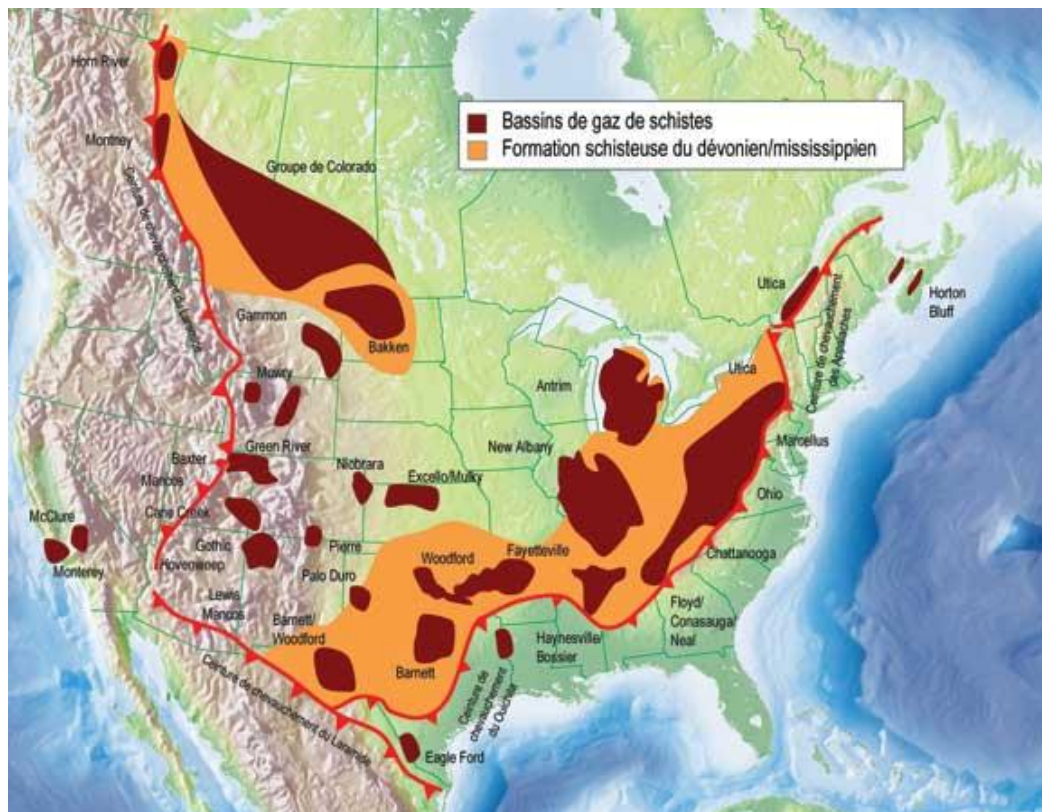 Horn River
Bassins de gaz de schistes
Formation schisteuse du dévonien/mississippien
Montney
Groupe de Colorado
Ceinture de chevauchement du Laramide
Utica
Horton
Bluff
Ceinture de chevauchement
des Appalaches
Gammon
Bakken
Utica
Mowry
Antrim
Marcellus
New Albany
Green River
Baxter
Mancos
Niobrara
Excello/Mulky
Ohio
McClure
Cane Creek
Monterey
Gothic
Hovenweep
Pierre
Woodford
Fayetteville
Chattanooga
Palo Duro
Lewis
Mancos
Barnett/
Woodford
Floyd/
Conasauga/
Neal
Haynesville/
Bossier
Barnett
Ceinture de
chevauchement
du Ouichita
Ceinture de chevauchement du Laramide
Eagle Ford